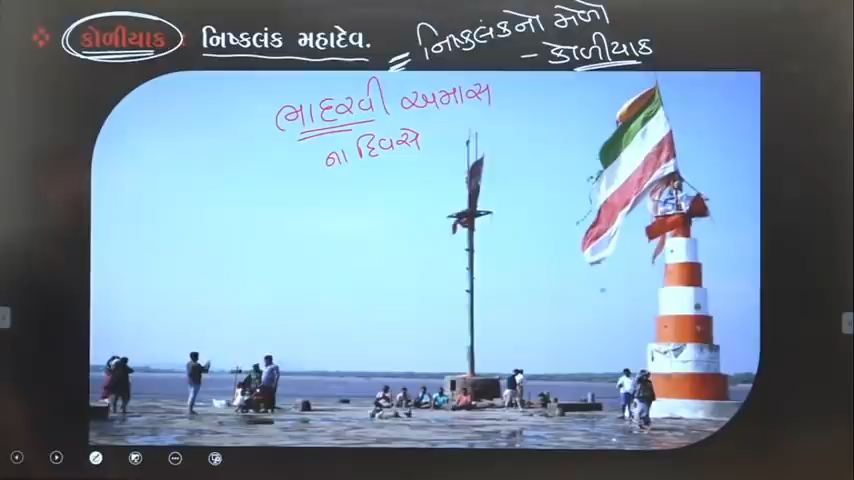 કોળીયાક : નિષ્કલંક મહાદેવ. = નિષ્કલંકનો મેળો
- કોળીયાક
ભાદરવી અમાસ
ના દિવસે